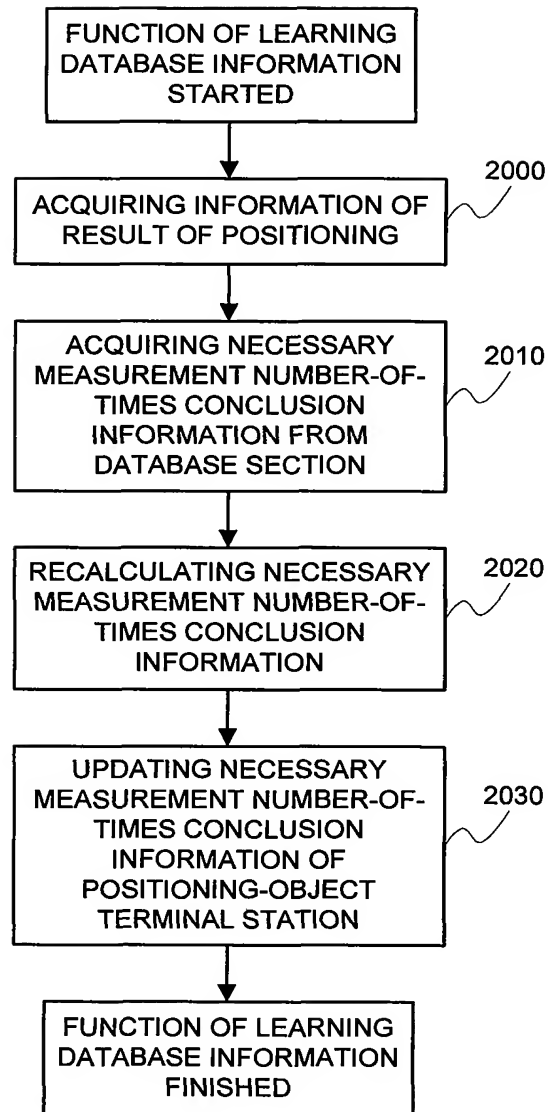 FUNCTION OF LEARNING
DATABASE INFORMATION
STARTED
2000
ACQUIRING INFORMATION OF
RESULT OF POSITIONING
2010
ACQUIRING NECESSARY
MEASUREMENT NUMBER-OF-
TIMES CONCLUSION
INFORMATION FROM
DATABASE SECTION
2020
RECALCULATING NECESSARY
MEASUREMENT NUMBER-OF-
TIMES CONCLUSION
INFORMATION
2030
UPDATING NECESSARY
MEASUREMENT NUMBER-OF-
TIMES CONCLUSION
INFORMATION OF
POSITIONING-OBJECT
TERMINAL STATION
FUNCTION OF LEARNING
DATABASE INFORMATION
FINISHED